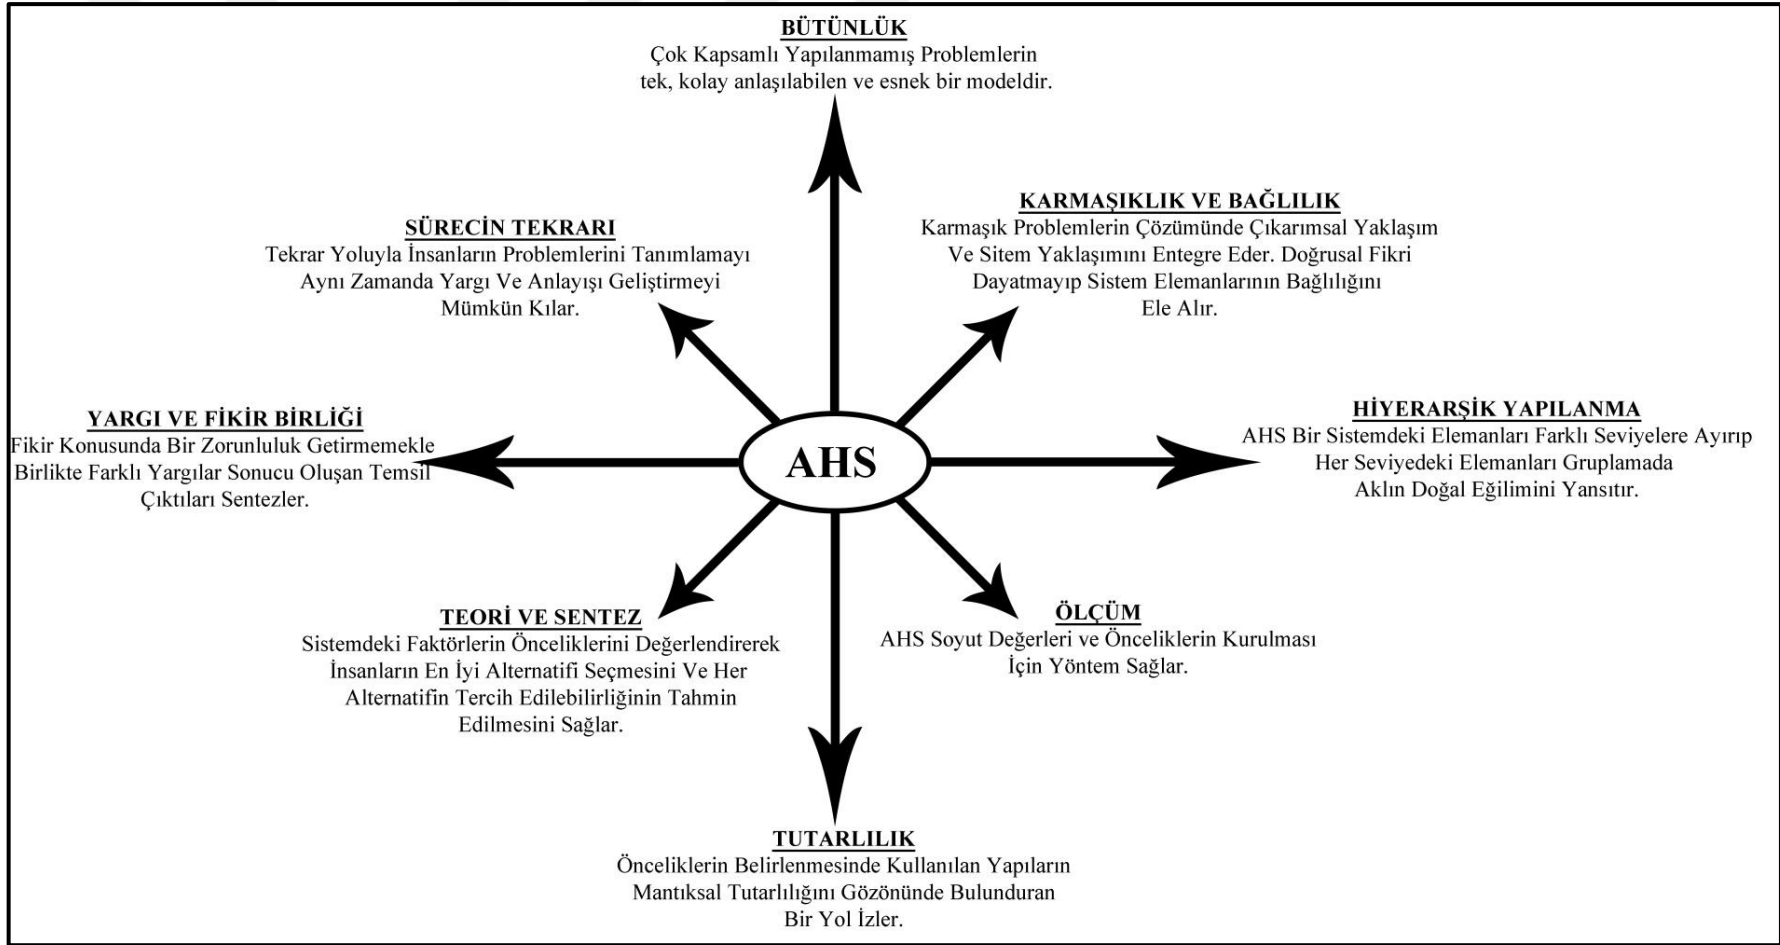 BÜTÜNLÜK
Çok Kapsamlı Yapılanmamış Problemlerin
tek, kolay anlaşılabilen ve esnek bir modeldir.
KARMAŞIKLIK VE BAĞLILIK
Karmaşık Problemlerin Çözümünde Çıkarımsal Yaklaşım
Ve Sitem Yaklaşımını Entegre Eder. Doğrusal Fikri
Dayatmayıp Sistem Elemanlarının Bağlılığını
Ele Alır.
SÜRECİN TEKRARI
Tekrar Yoluyla İnsanların Problemlerini Tanımlamayı
Aynı Zamanda Yargı Ve Anlayışı Geliştirmeyi
Mümkün Kılar.
YARGI VE FİKİR BİRLİĞİ
Fikir Konusunda Bir Zorunluluk Getirmemekle
Birlikte Farklı Yargılar Sonucu Oluşan Temsil
Çıktıları Sentezler.
AHS
HİYERARŞİK YAPILANMA
AHS Bir Sistemdeki Elemanları Farklı Seviyelere Ayırıp
Her Seviyedeki Elemanları Gruplamada
Aklın Doğal Eğilimini Yansıtır.
TEORİ VE SENTEZ
Sistemdeki Faktörlerin Önceliklerini Değerlendirerek
İnsanların En İyi Alternatifi Seçmesini Ve Her
Alternatifin Tercih Edilebilirliğinin Tahmin
Edilmesini Sağlar.
ÖLÇÜM
AHS Soyut Değerleri ve Önceliklerin Kurulması
İçin Yöntem Sağlar.
TUTARLILIK
Önceliklerin Belirlenmesinde Kullanılan Yapıların
Mantıksal Tutarlılığını Gözönünde Bulunduran
Bir Yol İzler.